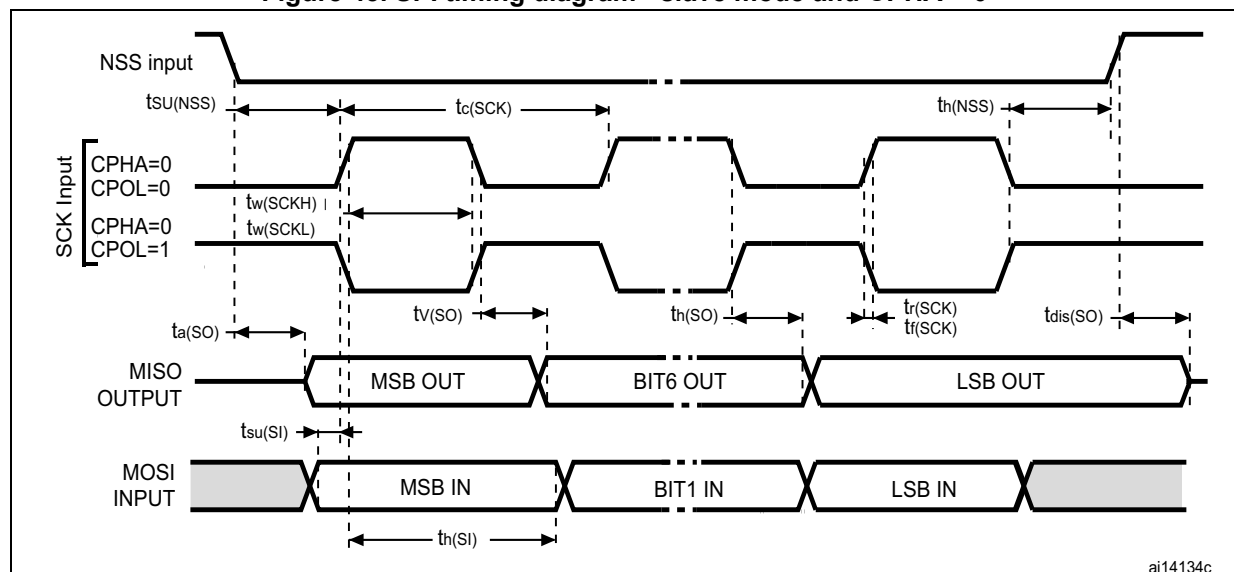 NSS input
tSU(NSS)
tc(SCK)
th(NSS)
SCK Input
CPHA=0
CPOL=0
tw(SCKH)
CPHA=0
tw(SCKL)
CPOL=1
ta(SO)
tV(SO)
th(SO)
tr(SCK)
tf(SCK)
tdis(SO)
MISO
OUTPUT
MSB OUT
BIT6 OUT
LSB OUT
tsu(SI)
MOSI
INPUT
MSB IN
BIT1 IN
LSB IN
th(SI)
ai14134c